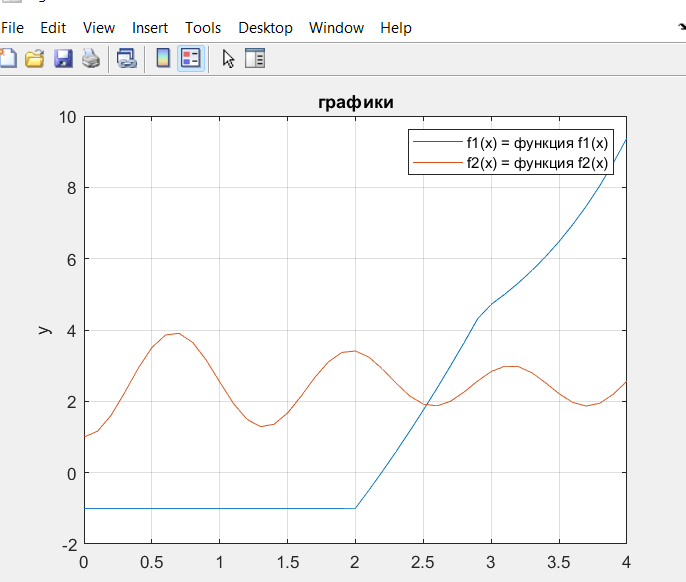 File Edit View Insert Tools Desktop Window Help
графики
f1(x) = функция f1(x)
f2(x) = функция f2(x)
10
8
6
4
2
0
-2
y
0 0.5 1 1.5 2 2.5 3 3.5 4